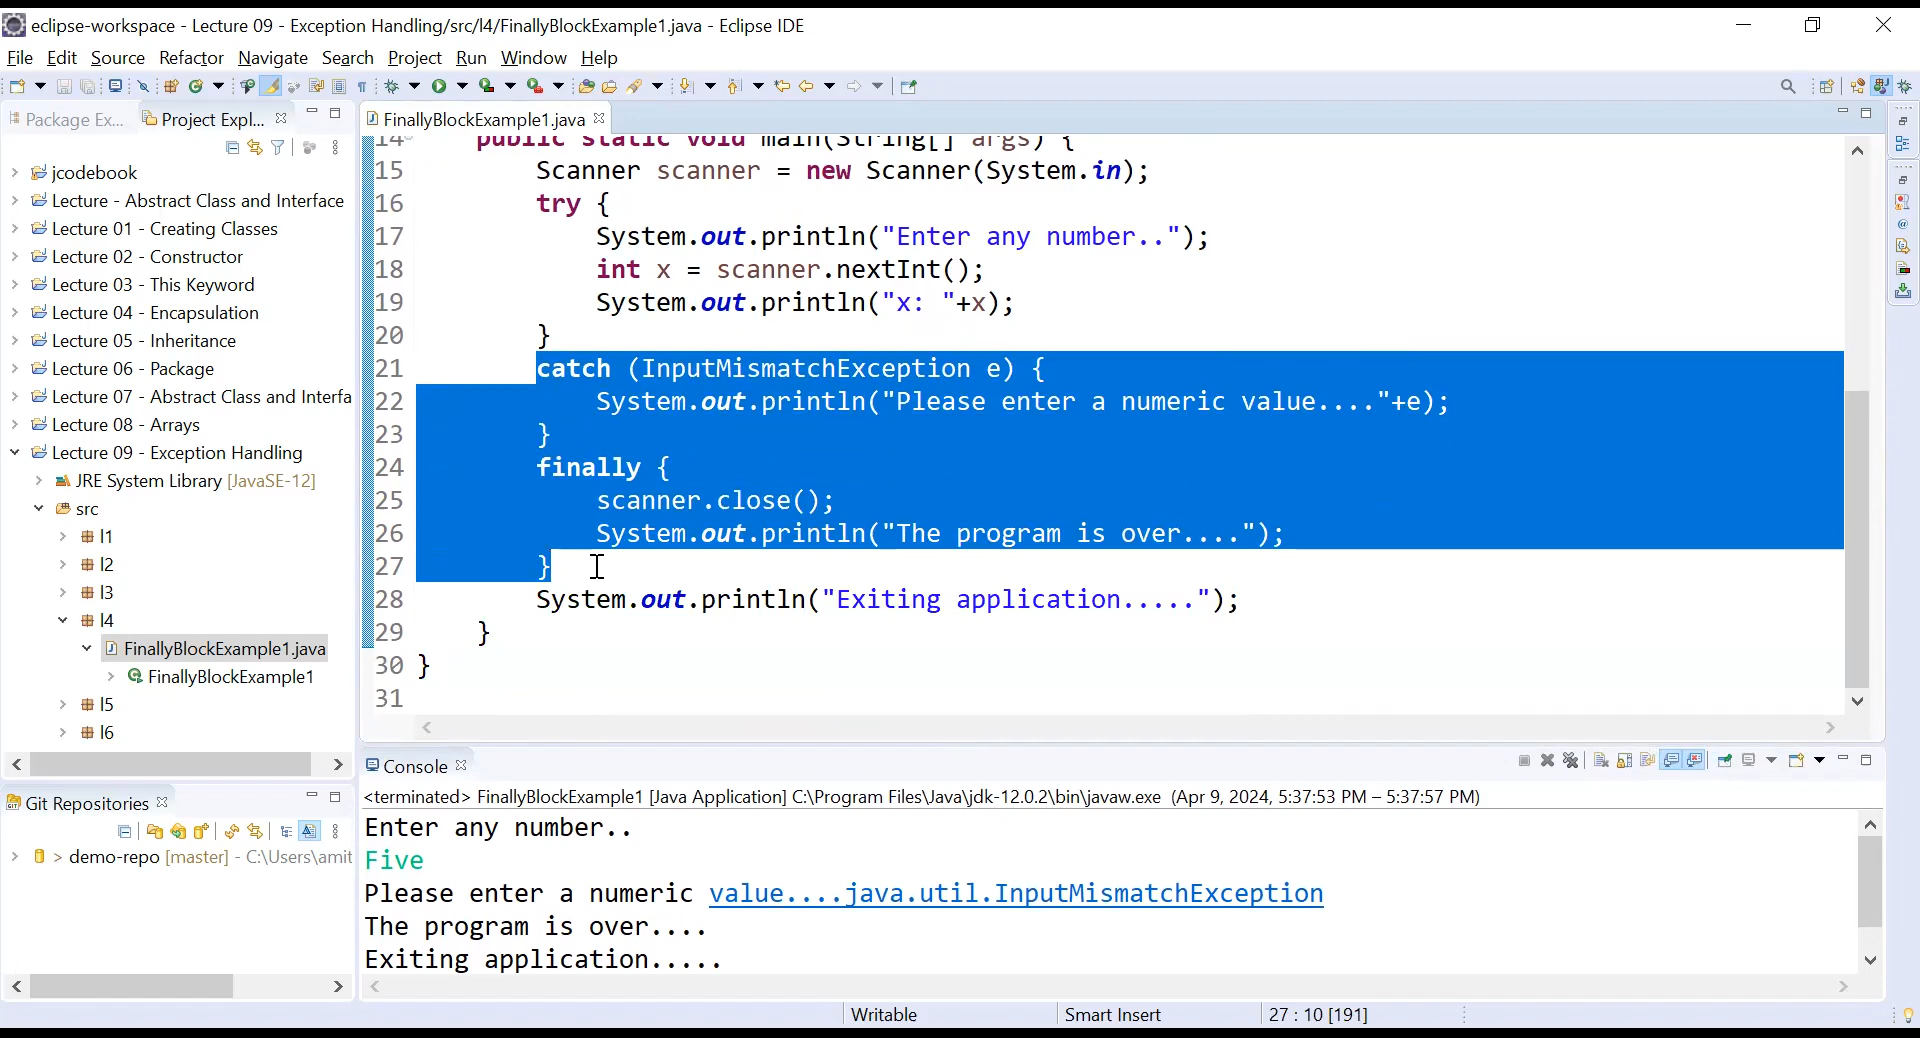 eclipse-workspace - Lecture 09 - Exception Handling/src/l4/FinallyBlockExample1.java - Eclipse IDE
File Edit Source Refactor Navigate Search Project Run Window Help
Package Ex... Project Expl...
jcodebook
Lecture - Abstract Class and Interface
Lecture 01 - Creating Classes
Lecture 02 - Constructor
Lecture 03 - This Keyword
Lecture 04 - Encapsulation
Lecture 05 - Inheritance
Lecture 06 - Package
Lecture 07 - Abstract Class and Interfa
Lecture 08 - Arrays
Lecture 09 - Exception Handling
JRE System Library [JavaSE-12]
src
l1
l2
l3
l4
FinallyBlockExample1.java
FinallyBlockExample1
l5
l6
Git Repositories
> demo-repo [master] - C:\Users\amit
FinallyBlockExample1.java
14 public static void main(String[] args) {
15 Scanner scanner = new Scanner(System.in);
16 try {
17 System.out.println("Enter any number..");
18 int x = scanner.nextInt();
19 System.out.println("x: "+x);
20 }
21 catch (InputMismatchException e) {
22 System.out.println("Please enter a numeric value...."+e);
23 }
24 finally {
25 scanner.close();
26 System.out.println("The program is over....");
27 }
28 System.out.println("Exiting application.....");
29 }
30 }
31
Console
<terminated> FinallyBlockExample1 [Java Application] C:\Program Files\Java\jdk-12.0.2\bin\javaw.exe (Apr 9, 2024, 5:37:53 PM – 5:37:57 PM)
Enter any number..
Five
Please enter a numeric value....java.util.InputMismatchException
The program is over....
Exiting application.....
Writable Smart Insert 27 : 10 [191]